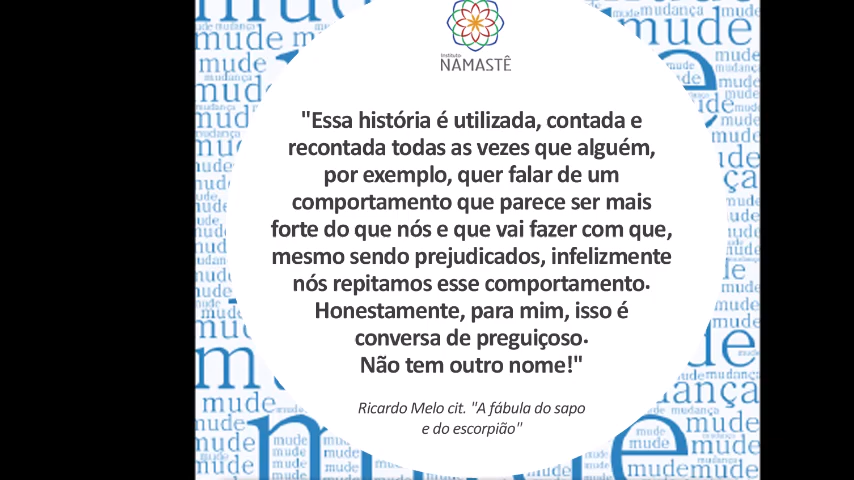 Instituto
NAMASTÊ
"Essa história é utilizada, contada e
recontada todas as vezes que alguém,
por exemplo, quer falar de um
comportamento que parece ser mais
forte do que nós e que vai fazer com que,
mesmo sendo prejudicados, infelizmente
nós repitamos esse comportamento.
Honestamente, para mim, isso é
conversa de preguiçoso.
Não tem outro nome!"
Ricardo Melo cit. "A fábula do sapo
e do escorpião"
mude
mudança